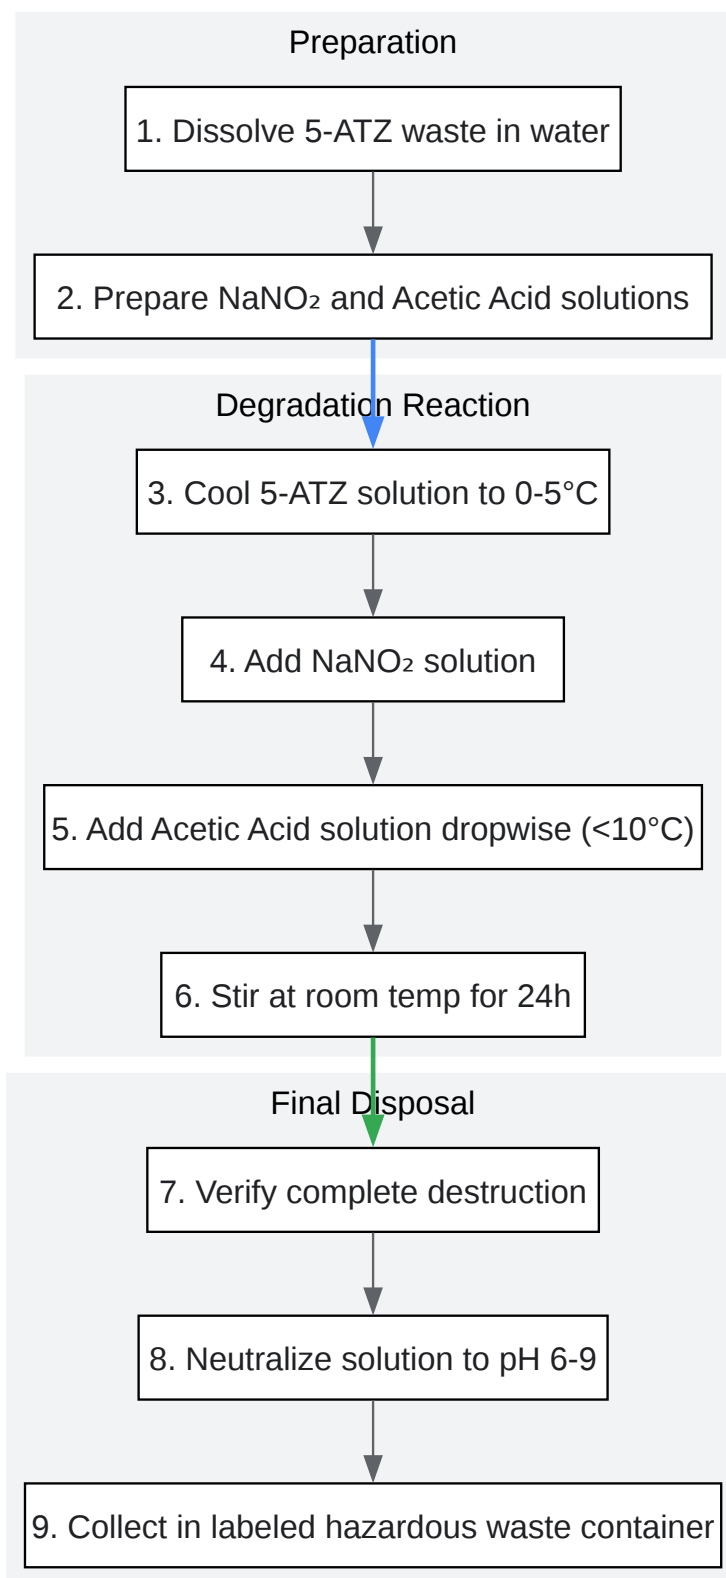 Preparation
1. Dissolve 5-ATZ waste in water
2. Prepare NaNO₂ and Acetic Acid solutions
Degradation Reaction
3. Cool 5-ATZ solution to 0-5°C
4. Add NaNO₂ solution
5. Add Acetic Acid solution dropwise (<10°C)
6. Stir at room temp for 24h
Final Disposal
7. Verify complete destruction
8. Neutralize solution to pH 6-9
9. Collect in labeled hazardous waste container